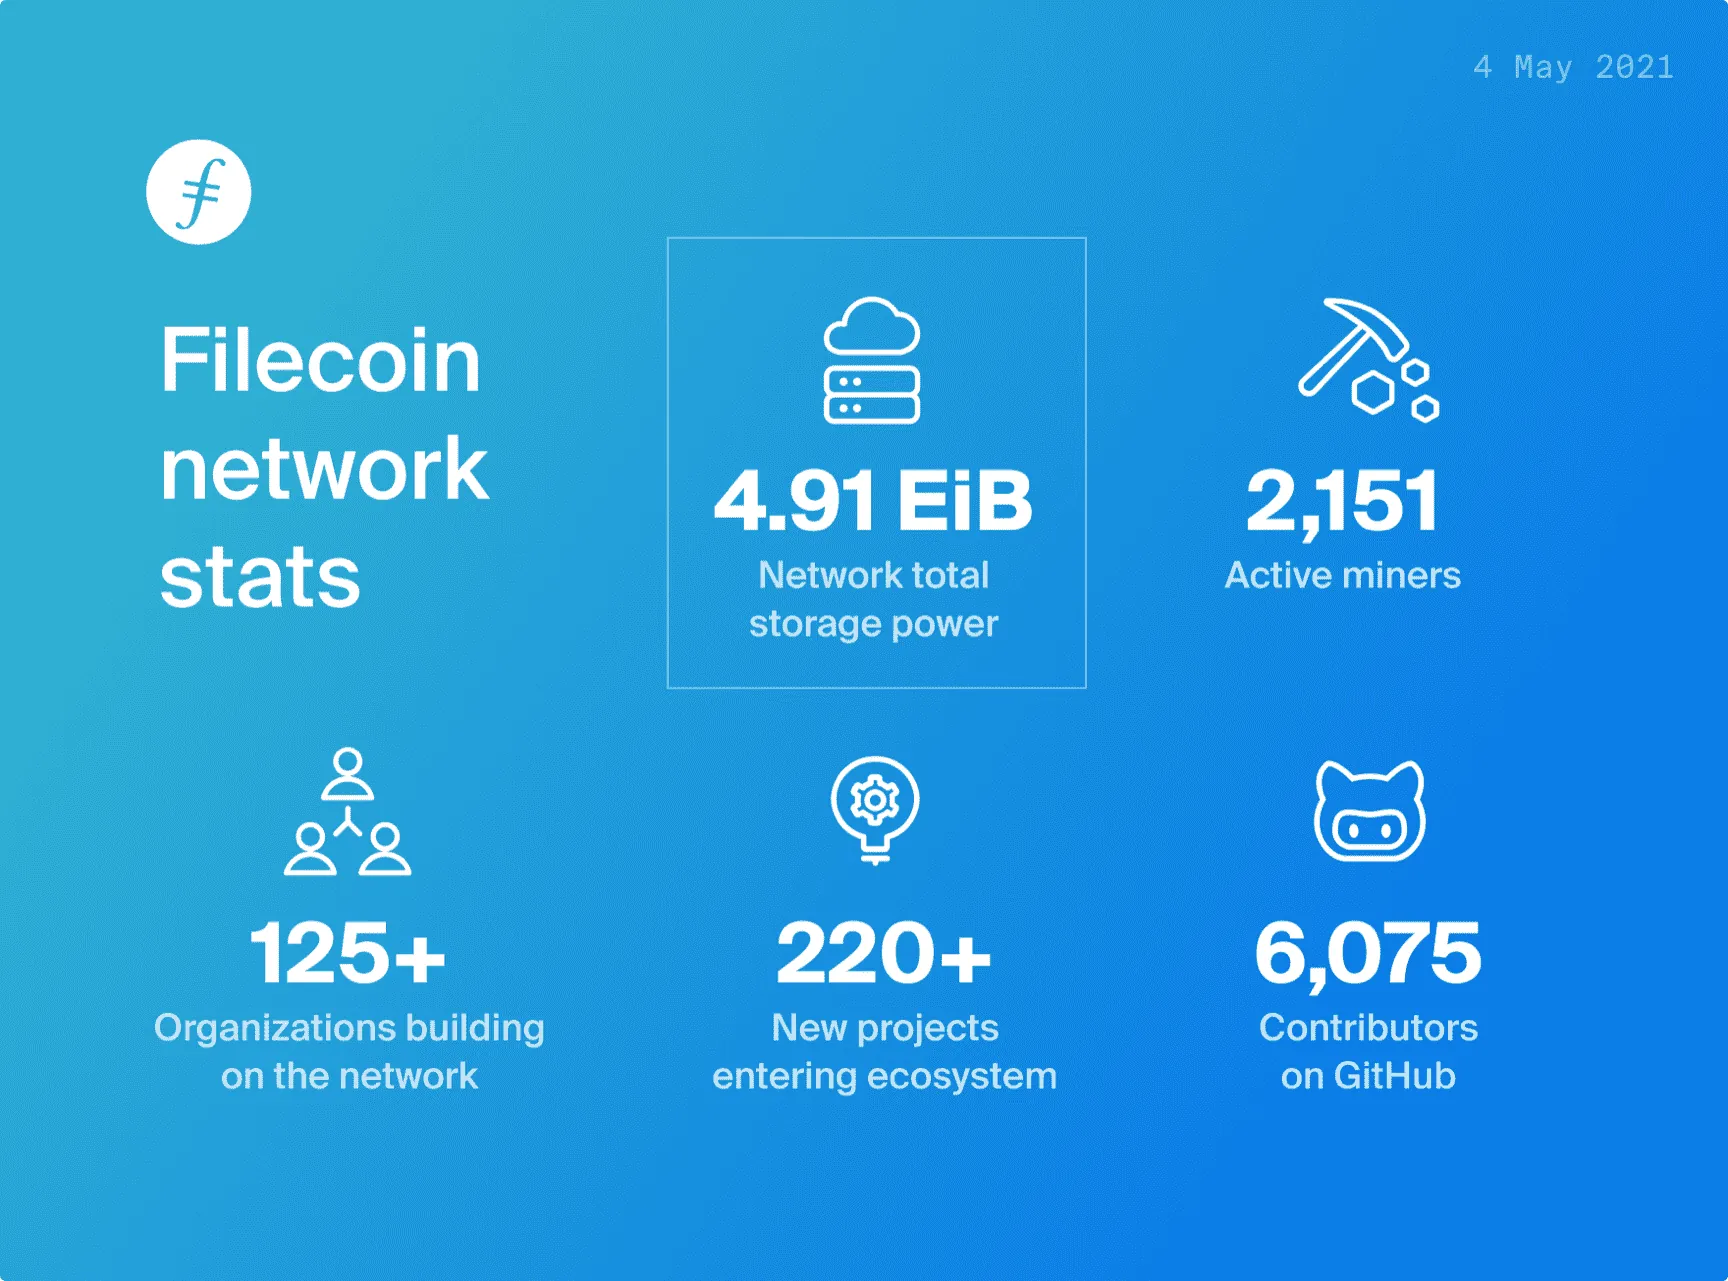 4 May 2021
Filecoin
network
stats
4.91 EiB
Network total
storage power
2,151
Active miners
125+
Organizations building
on the network
220+
New projects
entering ecosystem
6,075
Contributors
on GitHub